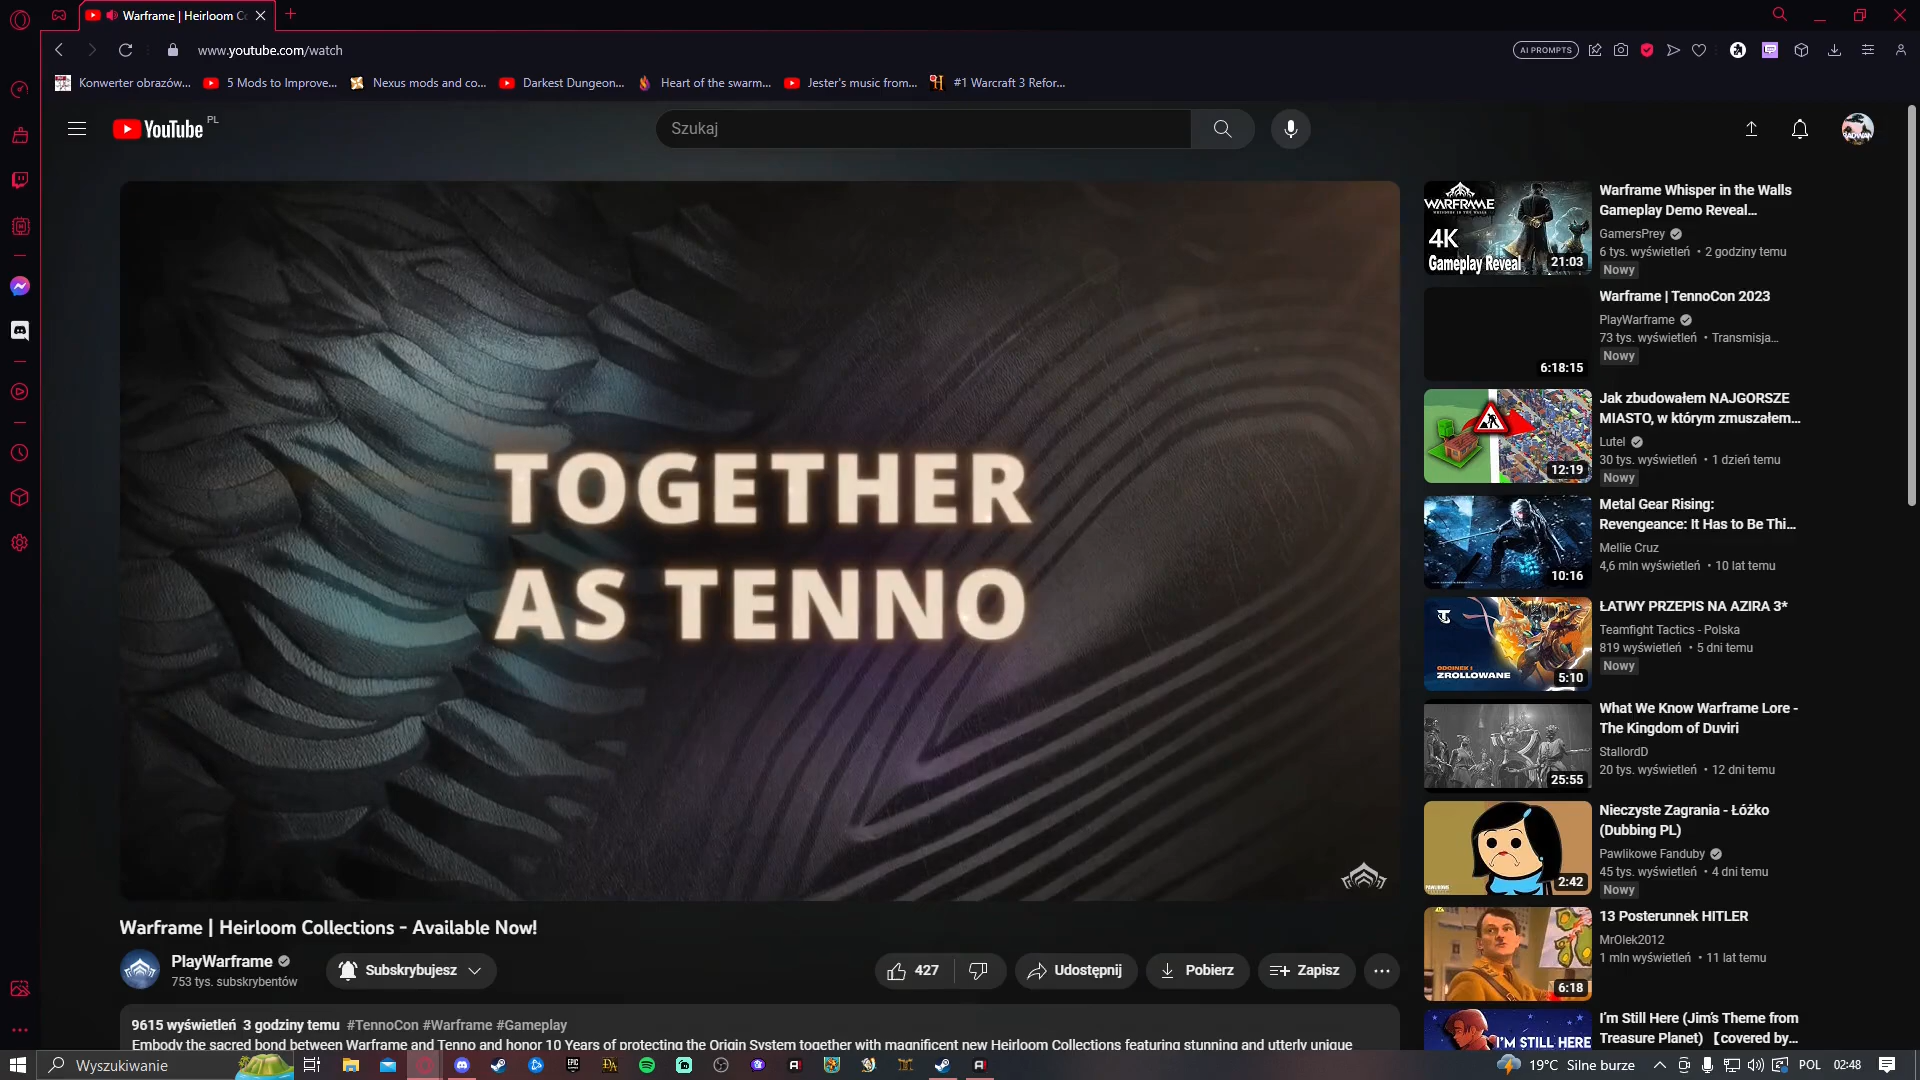 Warframe | Heirloom Co
www.youtube.com/watch
AI PROMPTS
Konwerter obrazów...
5 Mods to Improve...
Nexus mods and co...
Darkest Dungeon...
Heart of the swarm...
Jester's music from...
#1 Warcraft 3 Refor...
YouTube PL
Szukaj
TOGETHER
AS TENNO
Warframe | Heirloom Collections - Available Now!
PlayWarframe
753 tys. subskrybentów
Subskrybujesz
427
Udostępnij
Pobierz
Zapisz
9615 wyświetleń 3 godziny temu #TennoCon #Warframe #Gameplay
Embody the sacred bond between Warframe and Tenno and honor 10 Years of protecting the Origin System together with magnificent new Heirloom Collections featuring stunning and utterly unique
WARFRAME
4K
Gameplay Reveal
21:03
Warframe Whisper in the Walls
Gameplay Demo Reveal...
GamersPrey
6 tys. wyświetleń • 2 godziny temu
Nowy
6:18:15
Warframe | TennoCon 2023
PlayWarframe
73 tys. wyświetleń • Transmisja...
Nowy
12:19
Jak zbudowałem NAJGORSZE
MIASTO, w którym zmuszałem...
Lutel
30 tys. wyświetleń • 1 dzień temu
Nowy
10:16
Metal Gear Rising:
Revengeance: It Has to Be Thi...
Mellie Cruz
4,6 mln wyświetleń • 10 lat temu
ODCINEK 1
ZROLLOWANE
5:10
ŁATWY PRZEPIS NA AZIRA 3*
Teamfight Tactics - Polska
819 wyświetleń • 5 dni temu
Nowy
25:55
What We Know Warframe Lore -
The Kingdom of Duviri
StallordD
20 tys. wyświetleń • 12 dni temu
2:42
Nieczyste Zagrania - Łóżko
(Dubbing PL)
Pawlikowe Fanduby
45 tys. wyświetleń • 4 dni temu
Nowy
6:18
13 Posterunnek HITLER
MrOlek2012
1 mln wyświetleń • 11 lat temu
I'M STILL HERE
I'm Still Here (Jim's Theme from
Treasure Planet) 【covered by...
Wyszukiwanie
19°C Silne burze
POL
02:48